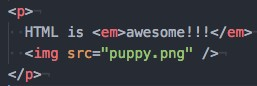 <p>
  HTML is <em>awesome!!!</em>
  <img src="puppy.png" />
</p>